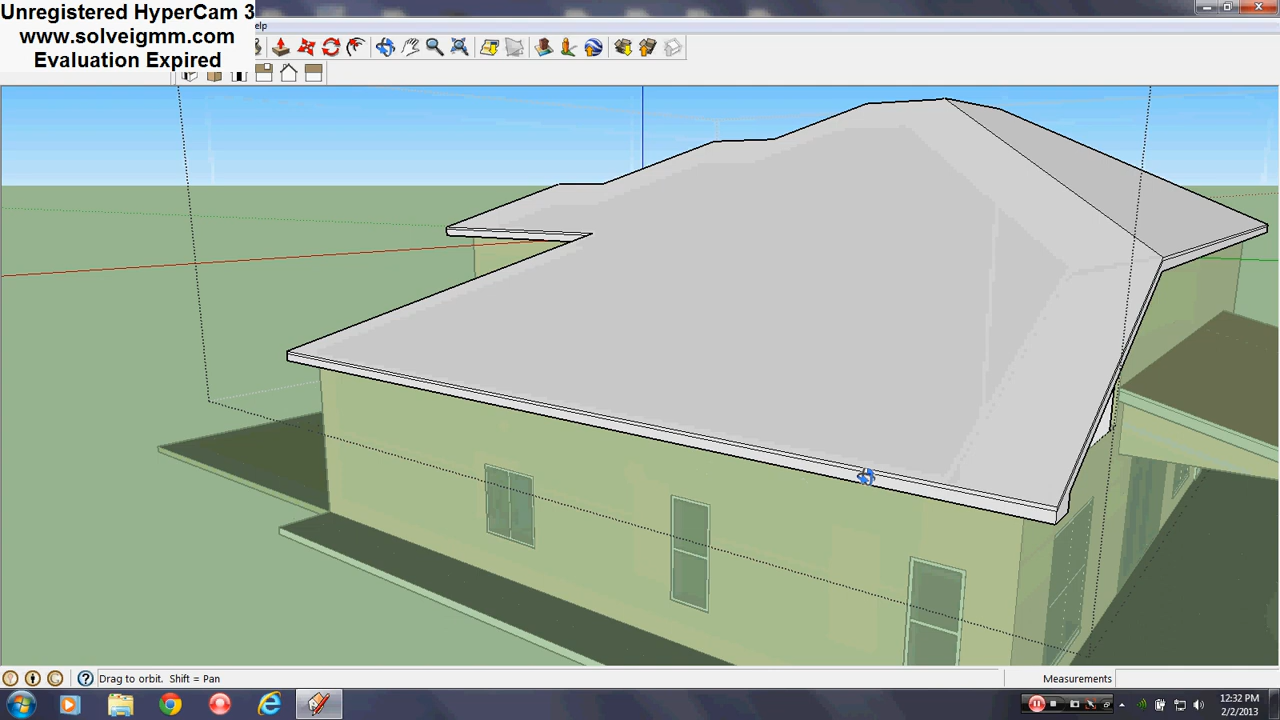 Unregistered HyperCam 3
www.solveigmm.com
Evaluation Expired
elp
Drag to orbit. Shift = Pan
Measurements
12:32 PM
2/2/2013